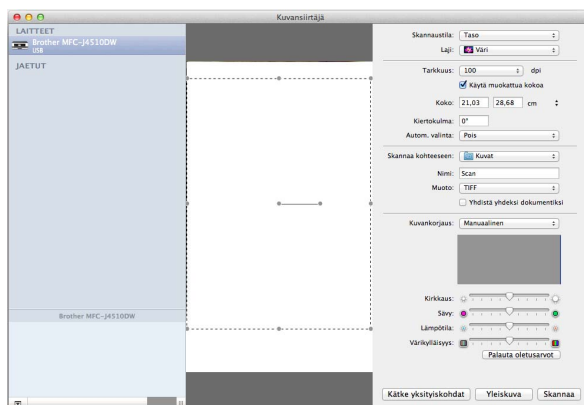 Kuvansiirtäjä
LAITTEET
Brother MFC-J4510DW
USB
JAETUT
Brother MFC-J4510DW
Skannaustila: Taso
Laji: Väri
Tarkkuus: 100 dpi
Käytä muokattua kokoa
Koko: 21,03 28,68 cm
Kiertokulma: 0°
Autom. valinta: Pois
Skannaa kohteeseen: Kuvat
Nimi: Scan
Muoto: TIFF
Yhdistä yhdeksi dokumentiksi
Kuvankorjaus: Manuaalinen
Kirkkaus:
Sävy:
Lämpötila:
Värikylläisyys:
Palauta oletusarvot
Kätke yksityiskohdat Yleiskuva Skannaa